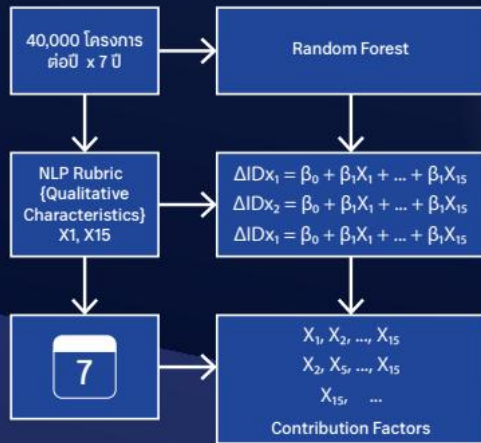 40,000 โครงการ
ต่อปี x 7 ปี
Random Forest
NLP Rubric
{Qualitative
Characteristics}
X1, X15
ΔIDx₁ = β₀ + β₁X₁ + ... + β₁X₁₅
ΔIDx₂ = β₀ + β₁X₁ + ... + β₁X₁₅
ΔIDx₁ = β₀ + β₁X₁ + ... + β₁X₁₅
7
X₁, X₂, ..., X₁₅
X₂, X₅, ..., X₁₅
X₁₅, ...
Contribution Factors